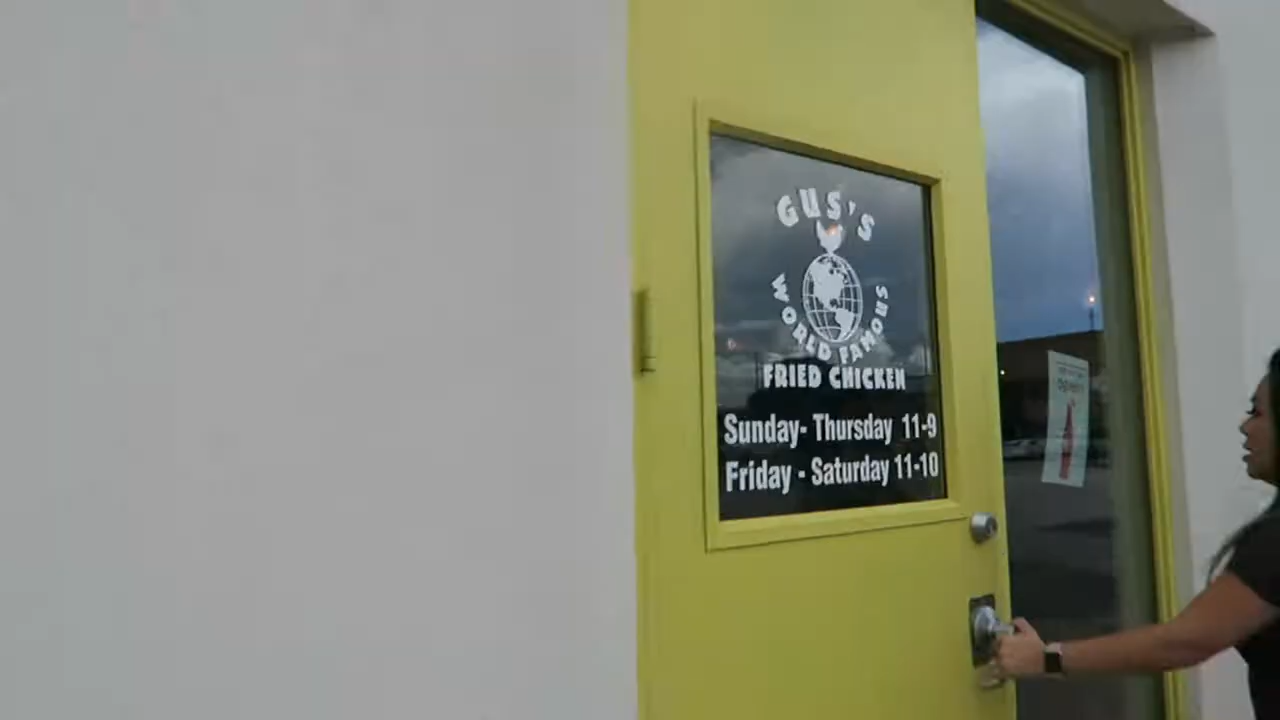 GUS'S
WORLD FAMOUS
FRIED CHICKEN
Sunday- Thursday 11-9
Friday - Saturday 11-10